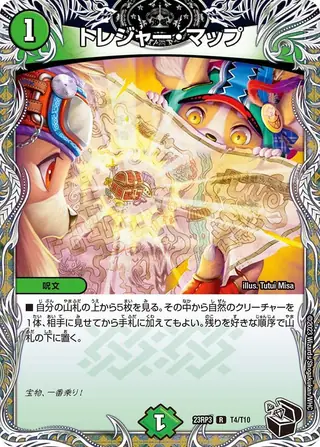 1
トレジャー・マップ
呪文
illus. Tutui Misa
■自分の山札の上から5枚を見る。その中から自然のクリーチャーを
1体、相手に見せてから手札に加えてもよい。残りを好きな順序で山
札の下に置く。
宝物、一番乗り!
1
23RP3 R T4/T10